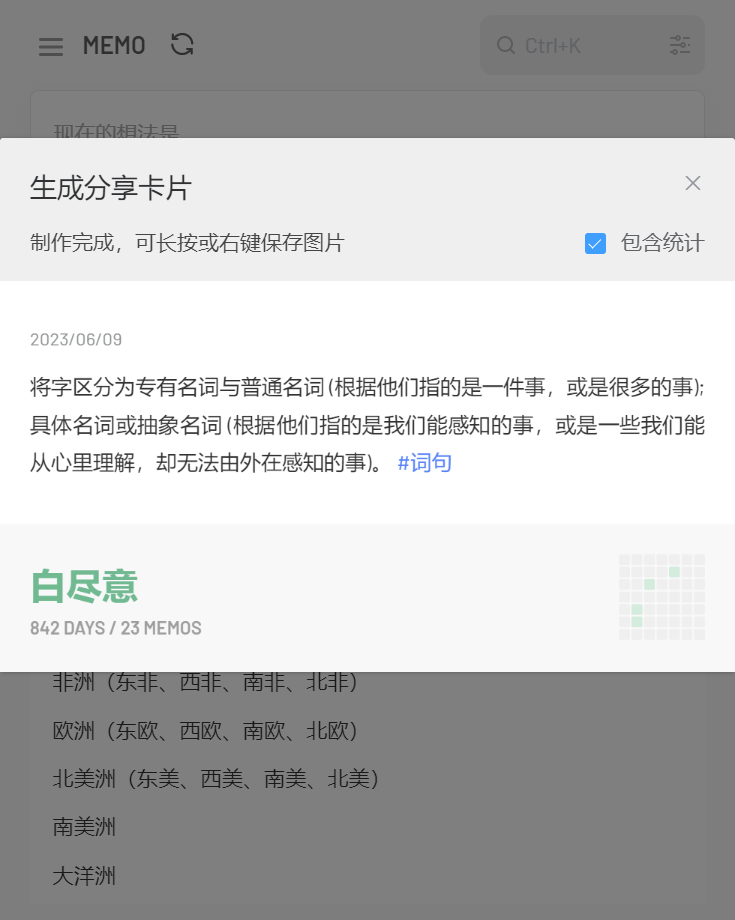 MEMO
Ctrl+K
现在的想法是
生成分享卡片
制作完成，可长按或右键保存图片
包含统计
2023/06/09
将字区分为专有名词与普通名词(根据他们指的是一件事，或是很多的事);
具体名词或抽象名词(根据他们指的是我们能感知的事，或是一些我们能
从心里理解，却无法由外在感知的事)。 #词句
白尽意
842 DAYS / 23 MEMOS
非洲（东非、西非、南非、北非）
欧洲（东欧、西欧、南欧、北欧）
北美洲（东美、西美、南美、北美）
南美洲
大洋洲